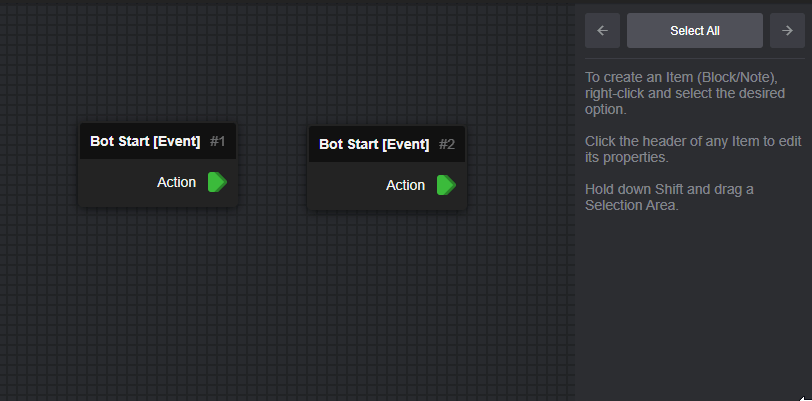 Select All
To create an Item (Block/Note),
right-click and select the desired
option.
Click the header of any Item to edit
its properties.
Hold down Shift and drag a
Selection Area.
Bot Start [Event] #1
Action
Bot Start [Event] #2
Action